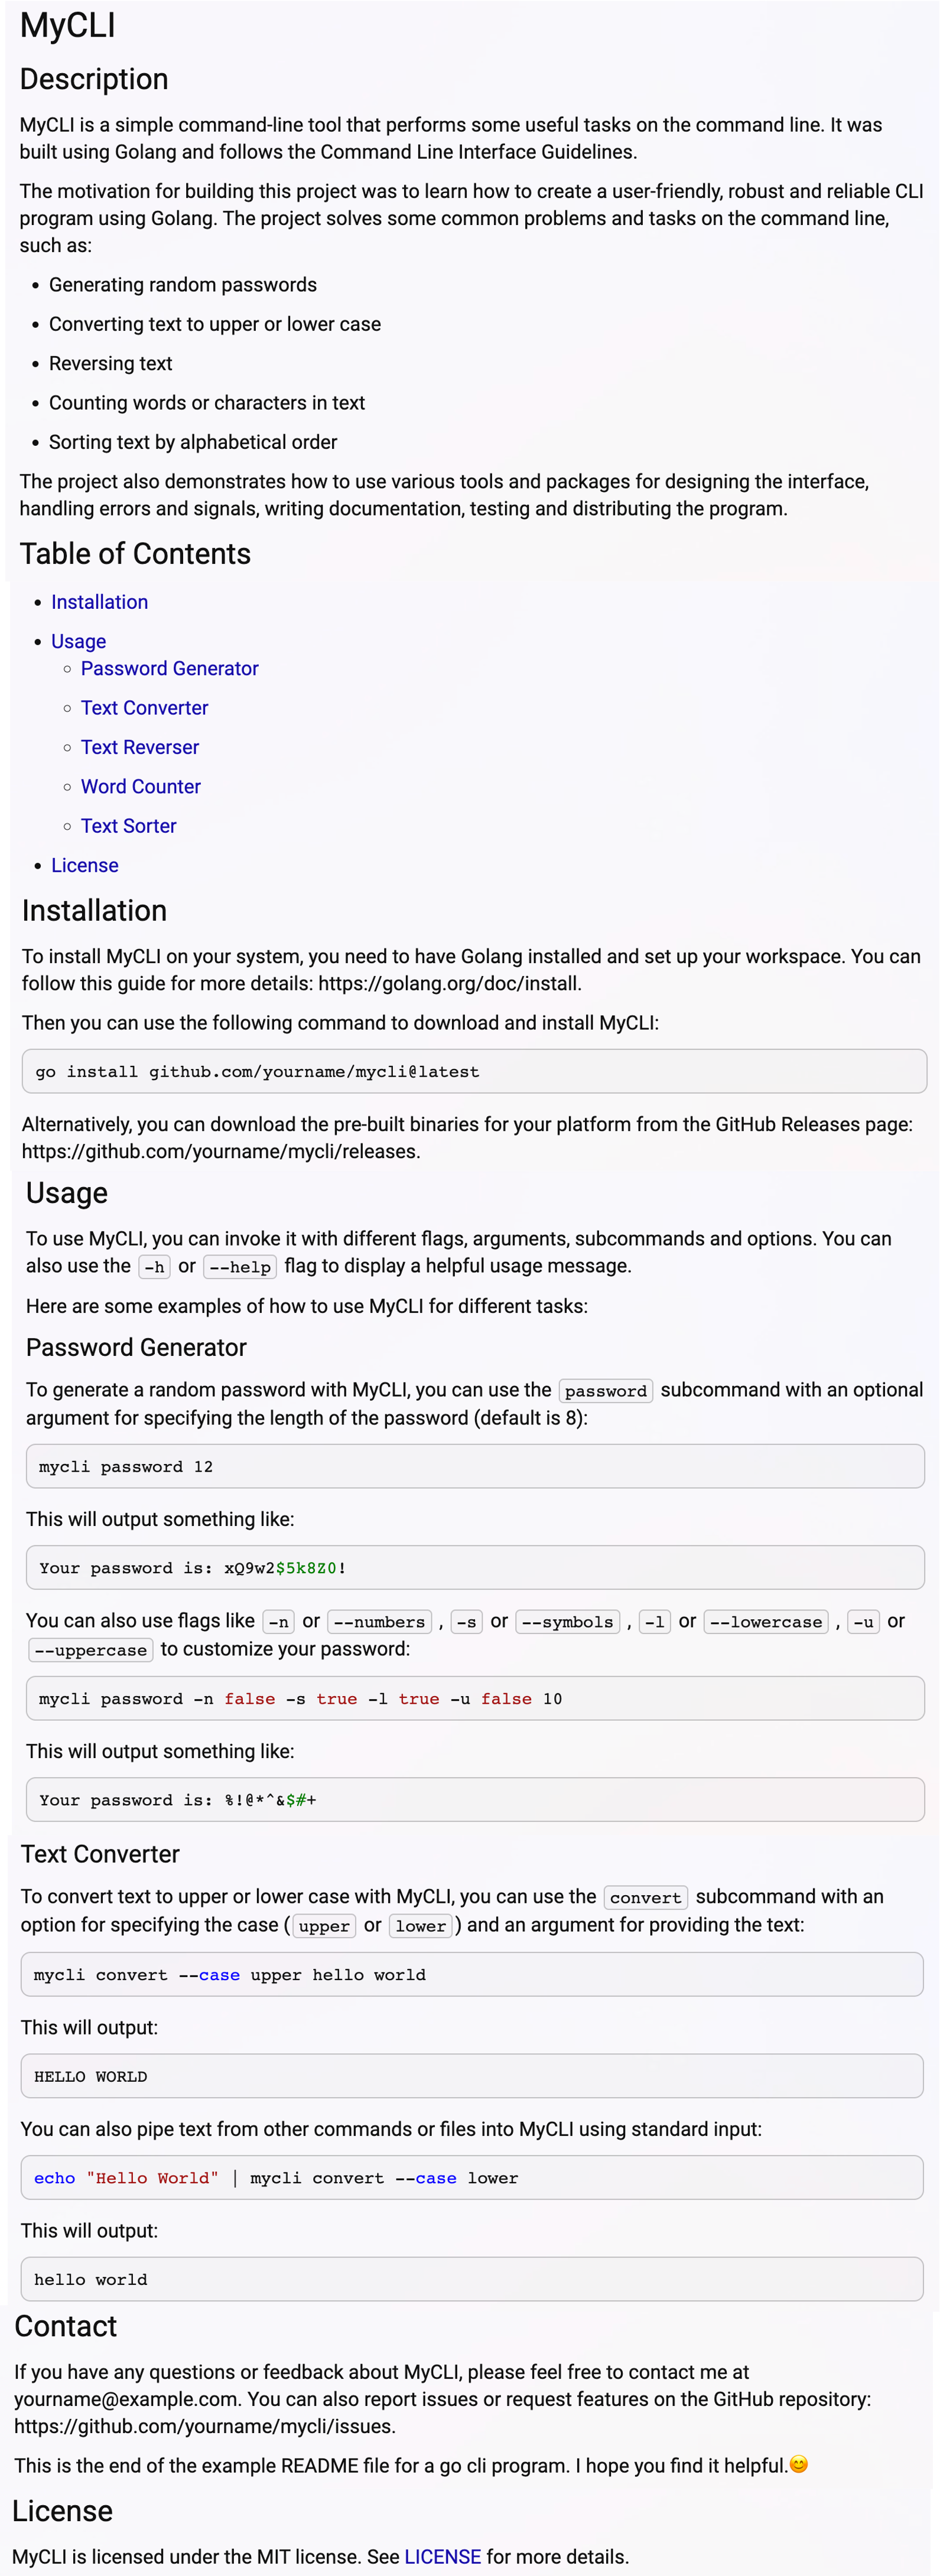 MyCLI
Description
MyCLI is a simple command-line tool that performs some useful tasks on the command line. It was
built using Golang and follows the Command Line Interface Guidelines.
The motivation for building this project was to learn how to create a user-friendly, robust and reliable CLI
program using Golang. The project solves some common problems and tasks on the command line,
such as:
• Generating random passwords
• Converting text to upper or lower case
• Reversing text
• Counting words or characters in text
• Sorting text by alphabetical order
The project also demonstrates how to use various tools and packages for designing the interface,
handling errors and signals, writing documentation, testing and distributing the program.
Table of Contents
• Installation
• Usage
◦ Password Generator
◦ Text Converter
◦ Text Reverser
◦ Word Counter
◦ Text Sorter
• License
Installation
To install MyCLI on your system, you need to have Golang installed and set up your workspace. You can
follow this guide for more details: https://golang.org/doc/install.
Then you can use the following command to download and install MyCLI:
go install github.com/yourname/mycli@latest
Alternatively, you can download the pre-built binaries for your platform from the GitHub Releases page:
https://github.com/yourname/mycli/releases.
Usage
To use MyCLI, you can invoke it with different flags, arguments, subcommands and options. You can
also use the -h or --help flag to display a helpful usage message.
Here are some examples of how to use MyCLI for different tasks:
Password Generator
To generate a random password with MyCLI, you can use the password subcommand with an optional
argument for specifying the length of the password (default is 8):
mycli password 12
This will output something like:
Your password is: xQ9w2$5k8Z0!
You can also use flags like -n or --numbers , -s or --symbols , -l or --lowercase , -u or
--uppercase to customize your password:
mycli password -n false -s true -l true -u false 10
This will output something like:
Your password is: %!@*^&$#+
Text Converter
To convert text to upper or lower case with MyCLI, you can use the convert subcommand with an
option for specifying the case ( upper or lower ) and an argument for providing the text:
mycli convert --case upper hello world
This will output:
HELLO WORLD
You can also pipe text from other commands or files into MyCLI using standard input:
echo "Hello World" | mycli convert --case lower
This will output:
hello world
Contact
If you have any questions or feedback about MyCLI, please feel free to contact me at
yourname@example.com. You can also report issues or request features on the GitHub repository:
https://github.com/yourname/mycli/issues.
This is the end of the example README file for a go cli program. I hope you find it helpful.😊
License
MyCLI is licensed under the MIT license. See LICENSE for more details.